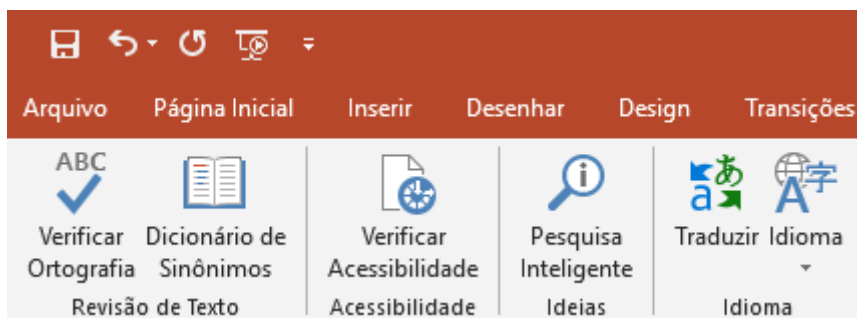 Arquivo Página Inicial Inserir Desenhar Design Transições
ABC
Verificar Ortografia
Dicionário de Sinônimos
Verificar Acessibilidade
Pesquisa Inteligente
Traduzir
Idioma
Revisão de Texto
Acessibilidade
Ideias
Idioma